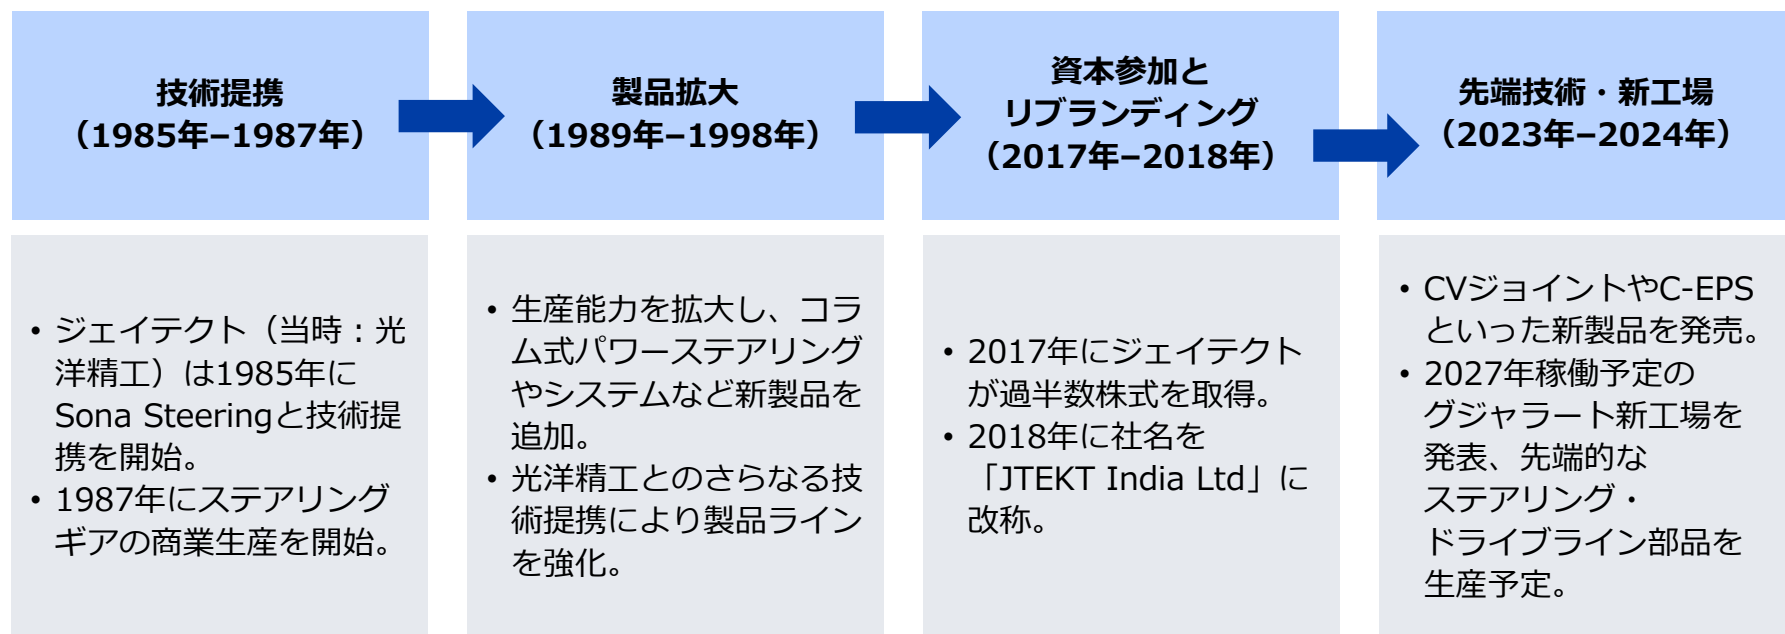 技術提携
（1985年–1987年）
• ジェイテクト（当時：光
洋精工）は1985年に
Sona Steeringと技術提
携を開始。
• 1987年にステアリング
ギアの商業生産を開始。
製品拡大
（1989年–1998年）
• 生産能力を拡大し、コラ
ム式パワーステアリング
やシステムなど新製品を
追加。
• 光洋精工とのさらなる技
術提携により製品ライン
を強化。
資本参加と
リブランディング
（2017年–2018年）
• 2017年にジェイテクト
が過半数株式を取得。
• 2018年に社名を
「JTEKT India Ltd」に
改称。
先端技術・新工場
（2023年–2024年）
• CVジョイントやC-EPS
といった新製品を発売。
• 2027年稼働予定の
グジャラート新工場を
発表、先端的な
ステアリング・
ドライブライン部品を
生産予定。